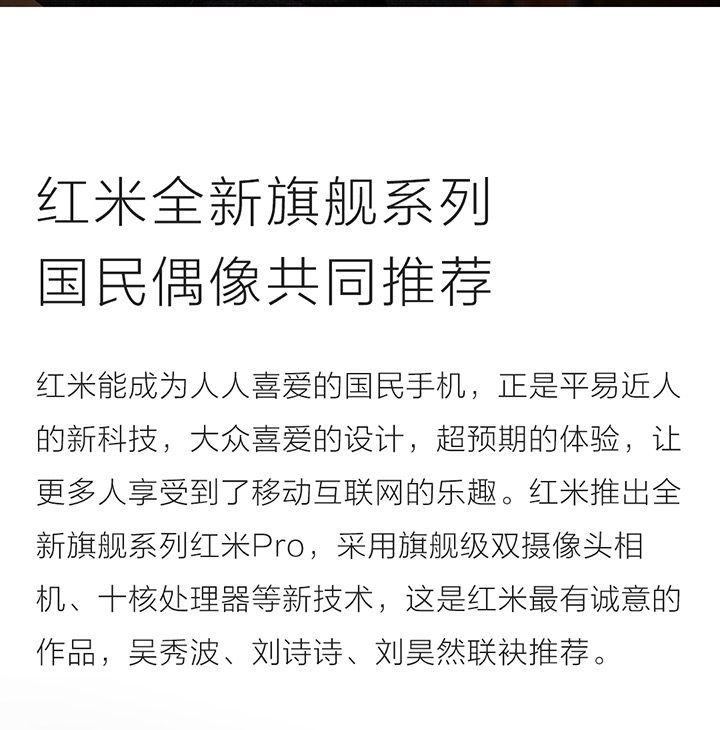 红米全新旗舰系列
国民偶像共同推荐
红米能成为人人喜爱的国民手机，正是平易近人
的新科技，大众喜爱的设计，超预期的体验，让
更多人享受到了移动互联网的乐趣。红米推出全
新旗舰系列红米Pro，采用旗舰级双摄像头相
机、十核处理器等新技术，这是红米最有诚意的
作品，吴秀波、刘诗诗、刘昊然联袂推荐。